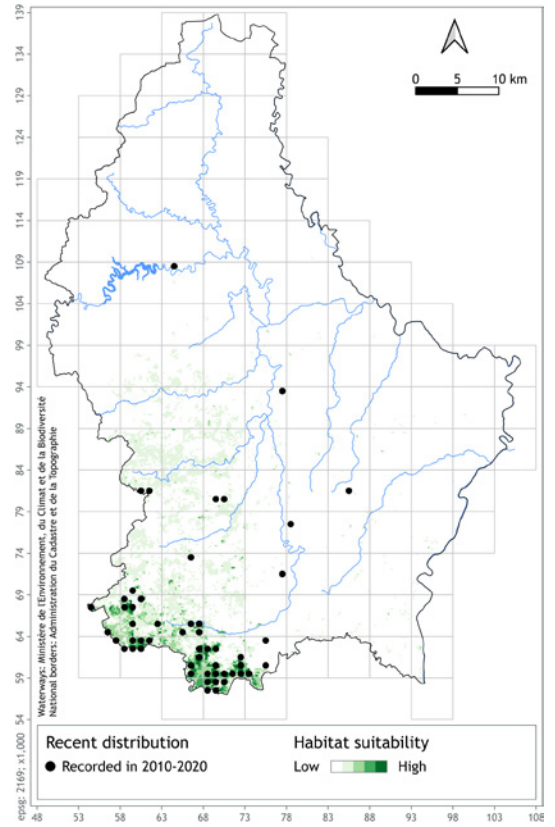 139
129
124
119
114
109
104
99
94
89
84
79
74
69
64
59
54
0 5 10 km
Waterways: Ministère de l'Environnement, du Climat et de la Biodiversité
National borders: Administration du Cadastre et de la Topographie
epsg: 2169; x1,000
Recent distribution
Recorded in 2010-2020
Habitat suitability
Low High
48 53 58 63 68 73 78 83 88 93 98 103 108